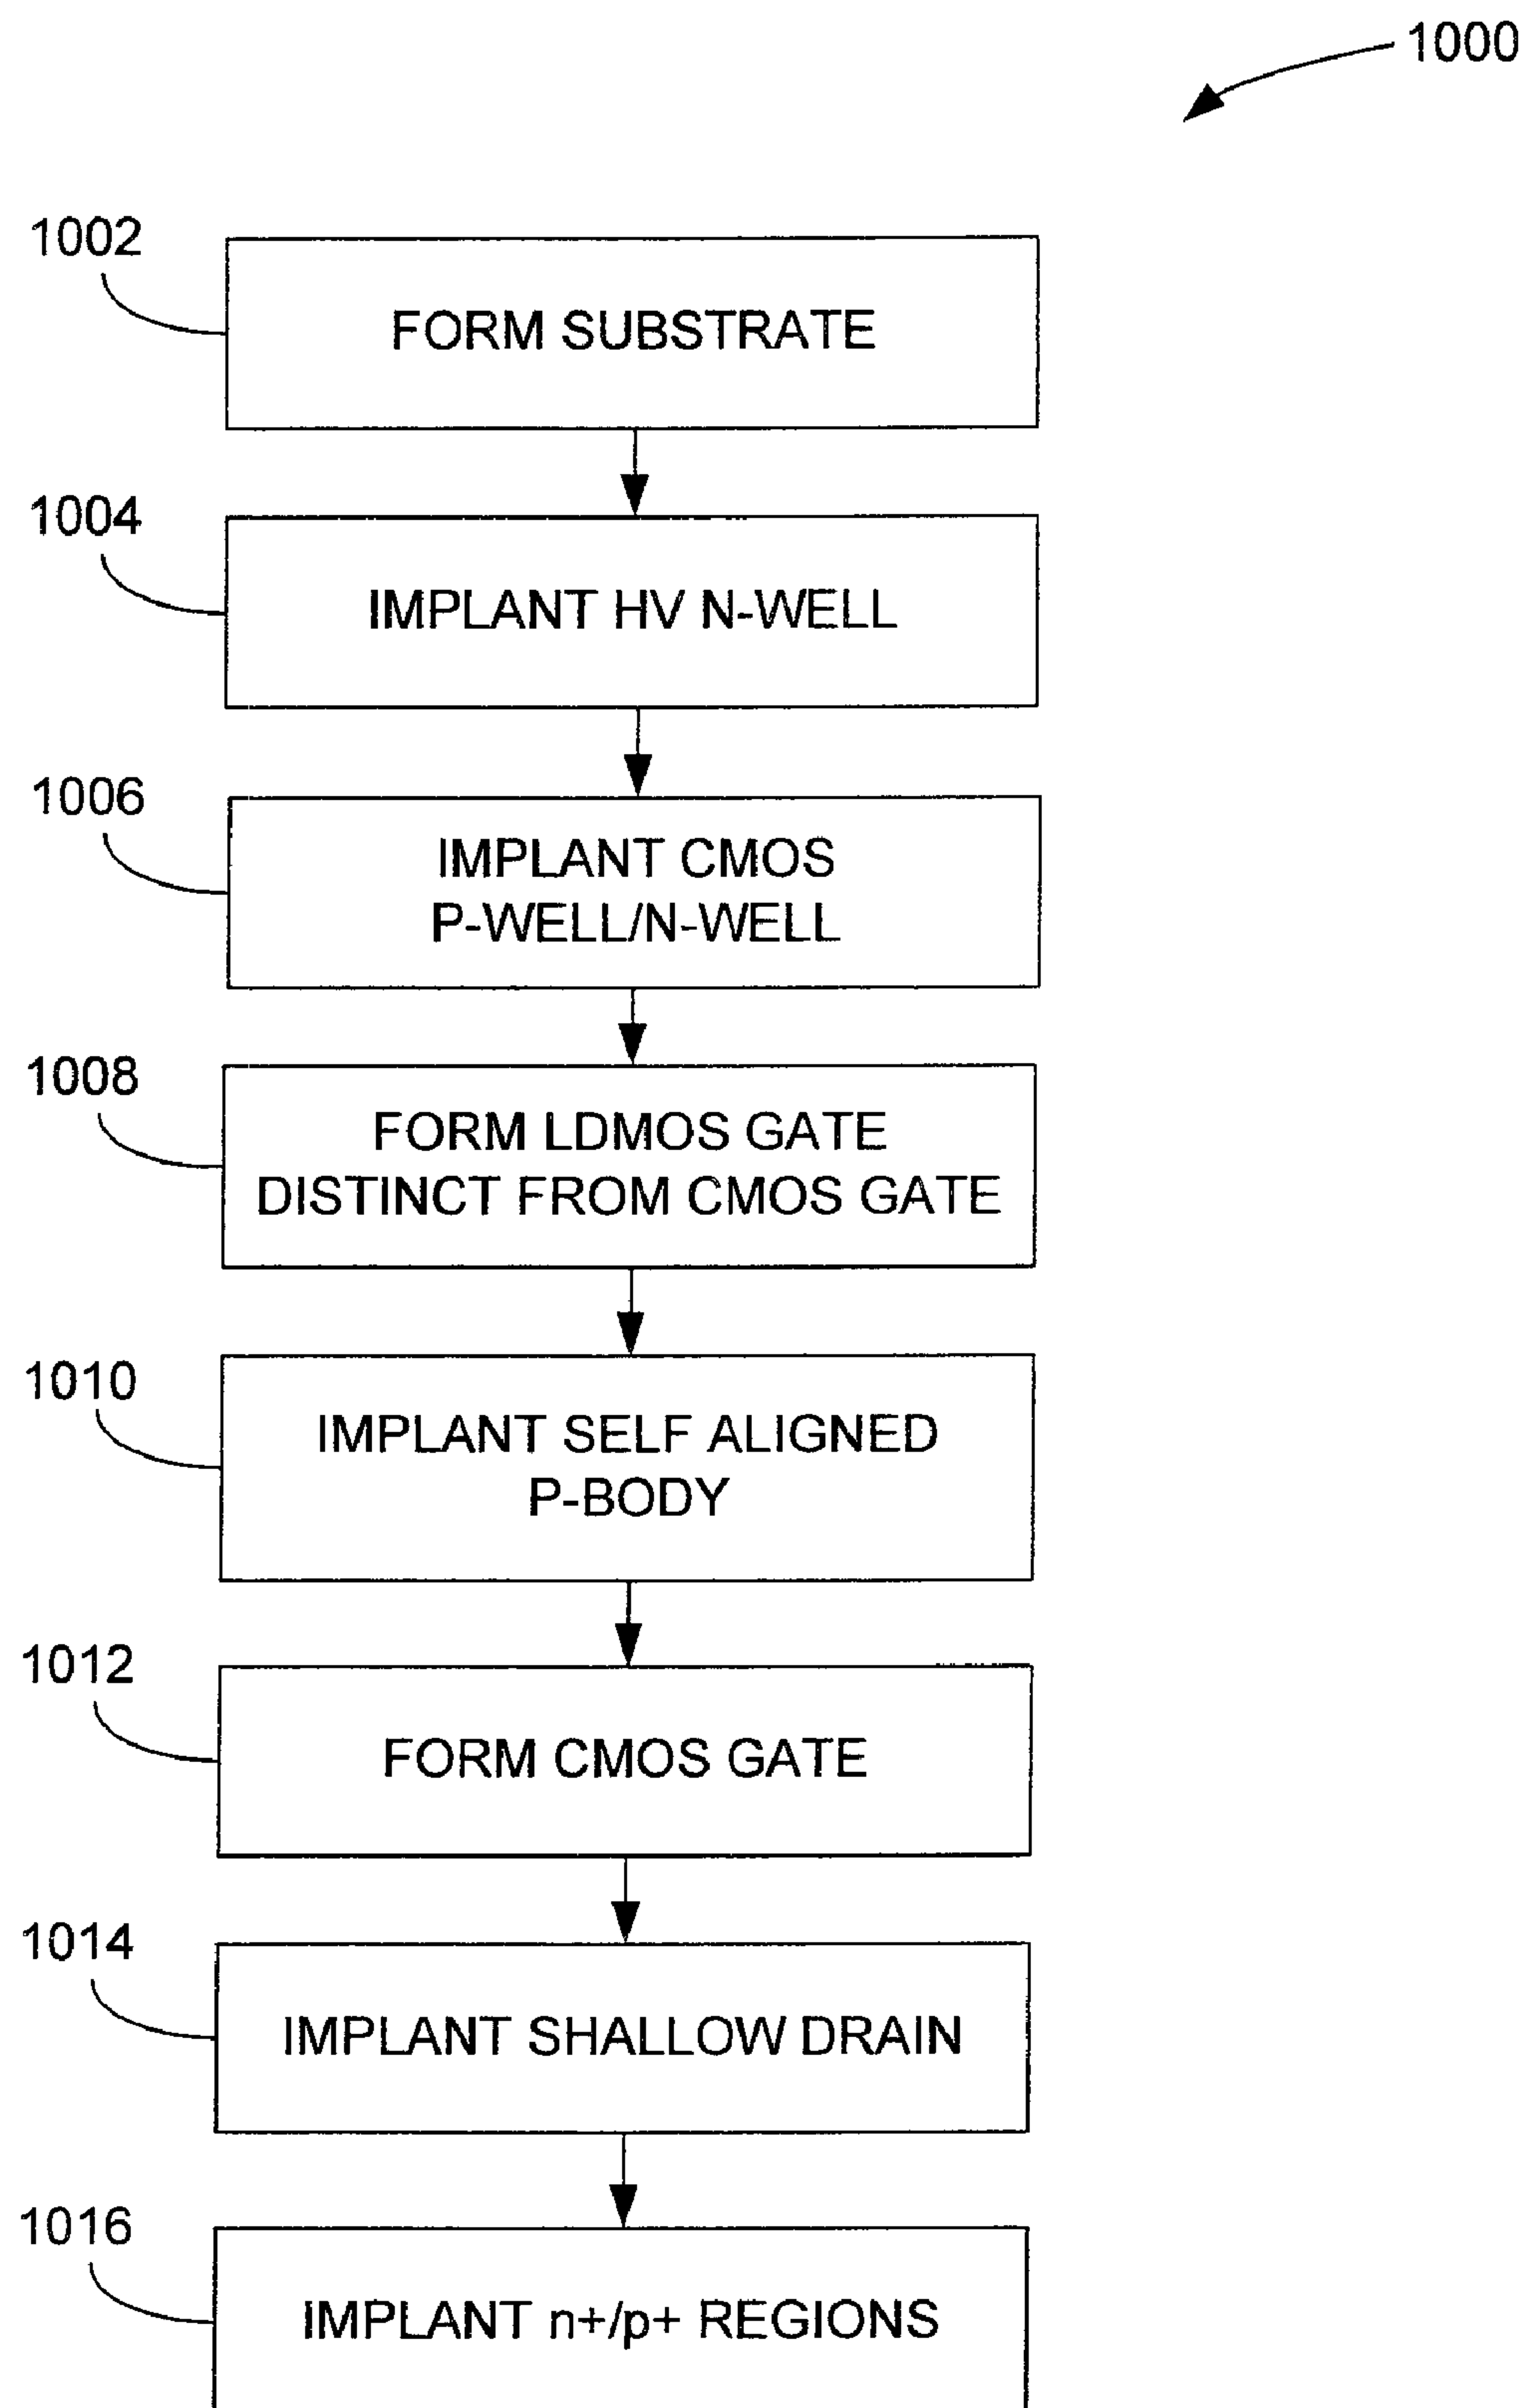 1000
1002
FORM SUBSTRATE
1004
IMPLANT HV N-WELL
1006
IMPLANT CMOS
P-WELL/N-WELL
1008
FORM LDMOS GATE
DISTINCT FROM CMOS GATE
1010
IMPLANT SELF ALIGNED
P-BODY
1012
FORM CMOS GATE
1014
IMPLANT SHALLOW DRAIN
1016
IMPLANT n+/p+ REGIONS